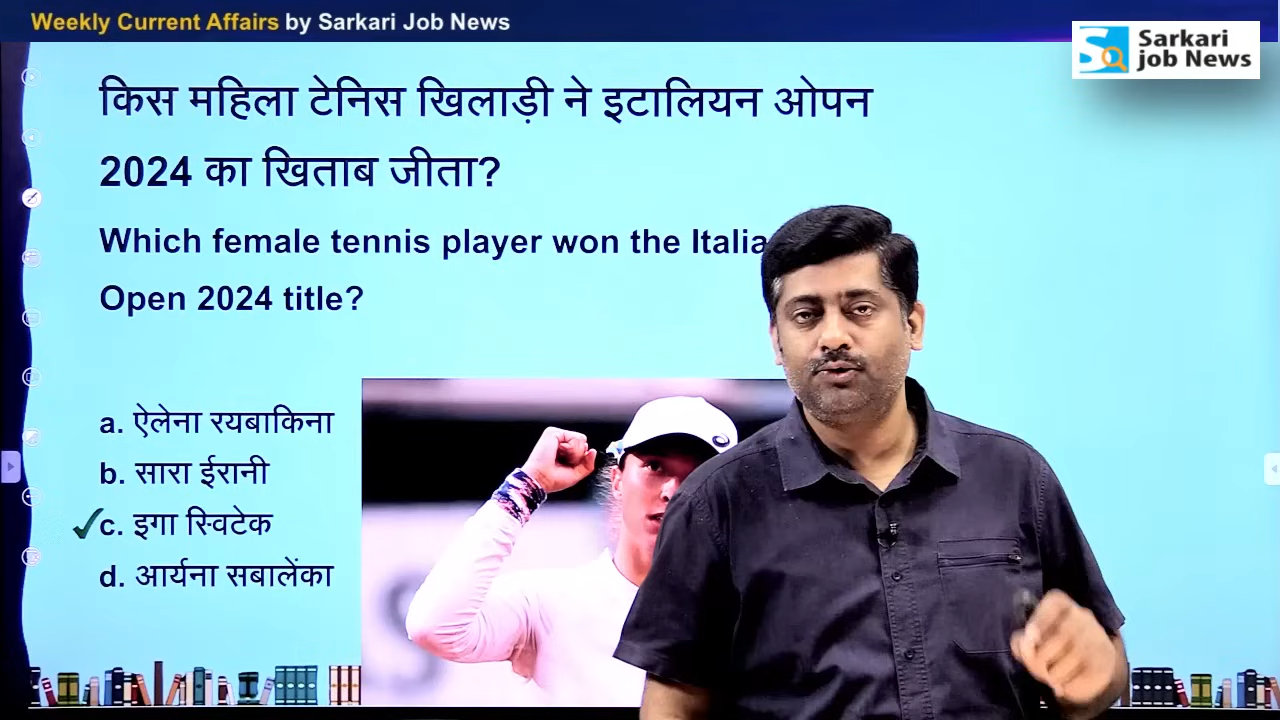 Weekly Current Affairs by Sarkari Job News
Sarkari
job News
किस महिला टेनिस खिलाड़ी ने इटालियन ओपन
2024 का खिताब जीता?
Which female tennis player won the Italia
Open 2024 title?
a. ऐलेना रयबाकिना
b. सारा ईरानी
c. इगा स्विटेक
d. आर्यना सबालेंका